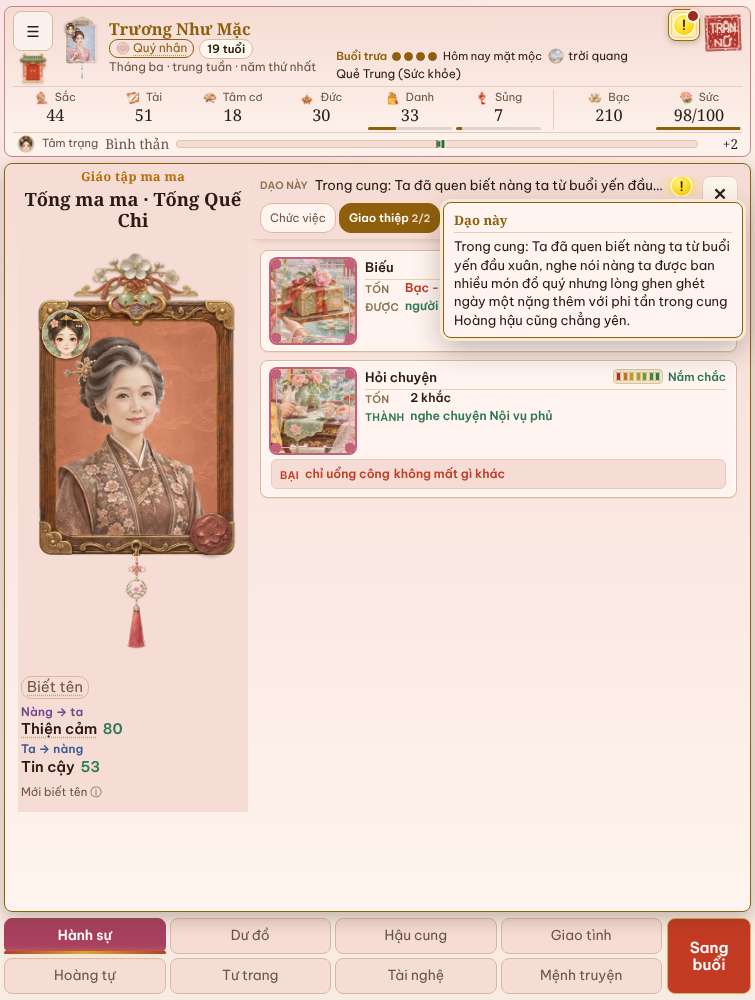 ☰
Trương Như Mặc
Quý nhân 19 tuổi
Tháng ba · trung tuần · năm thứ nhất
Buổi trưa Hôm nay mặt mộc trời quang
Quẻ Trung (Sức khỏe)
!
TRÂN NỮ
Sắc Tài Tâm cơ Đức Danh Sủng Bạc Sức
44 51 18 30 33 7 210 98/100
Tâm trạng Bình thản +2
Giáo tập ma ma
Tống ma ma · Tống Quế
Chi
DẠO NÀY Trong cung: Ta đã quen biết nàng ta từ buổi yến đầu... !
Chức việc Giao thiệp 2/2
✕
Dạo này
Trong cung: Ta đã quen biết nàng ta từ buổi
yến đầu xuân, nghe nói nàng ta được ban
nhiều món đồ quý nhưng lòng ghen ghét
ngày một nặng thêm với phi tần trong cung
Hoàng hậu cũng chẳng yên.
Biếu
TỐN Bạc -
ĐƯỢC người
Hỏi chuyện Nắm chắc
TỐN 2 khắc
THÀNH nghe chuyện Nội vụ phủ
BẠI chỉ uổng công không mất gì khác
Biết tên
Nàng → ta
Thiện cảm 80
Ta → nàng
Tin cậy 53
Mới biết tên ⓘ
Hành sự Dư đồ Hậu cung Giao tình
Hoàng tự Tư trang Tài nghệ Mệnh truyện
Sang
buổi